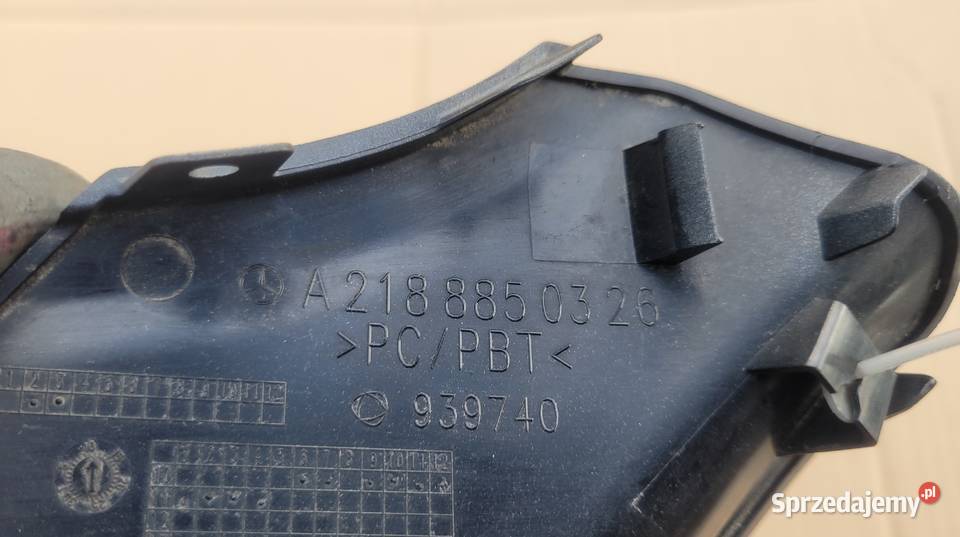 A 218 885 03 26
>PC/PBT<
939740
Sprzedajemy.pl